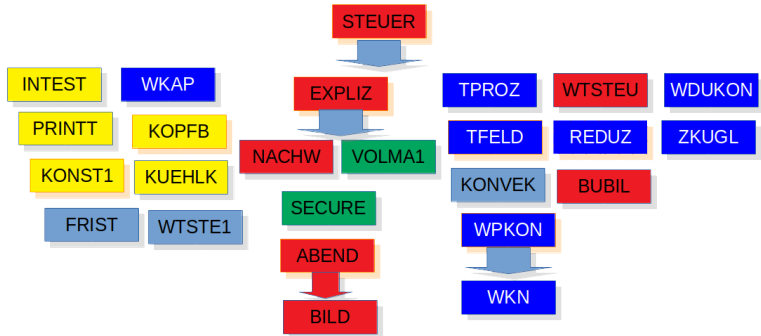 STEUER
INTEST WKAP EXPLIZ TPROZ WTSTEU WDUKON
PRINTT KOPFB NACHW VOLMA1 TFELD REDUZ ZKUGL
KONST1 KUEHLK KONVEK BUBIL
FRIST WTSTE1 SECURE WPKON
ABEND
BILD WKN